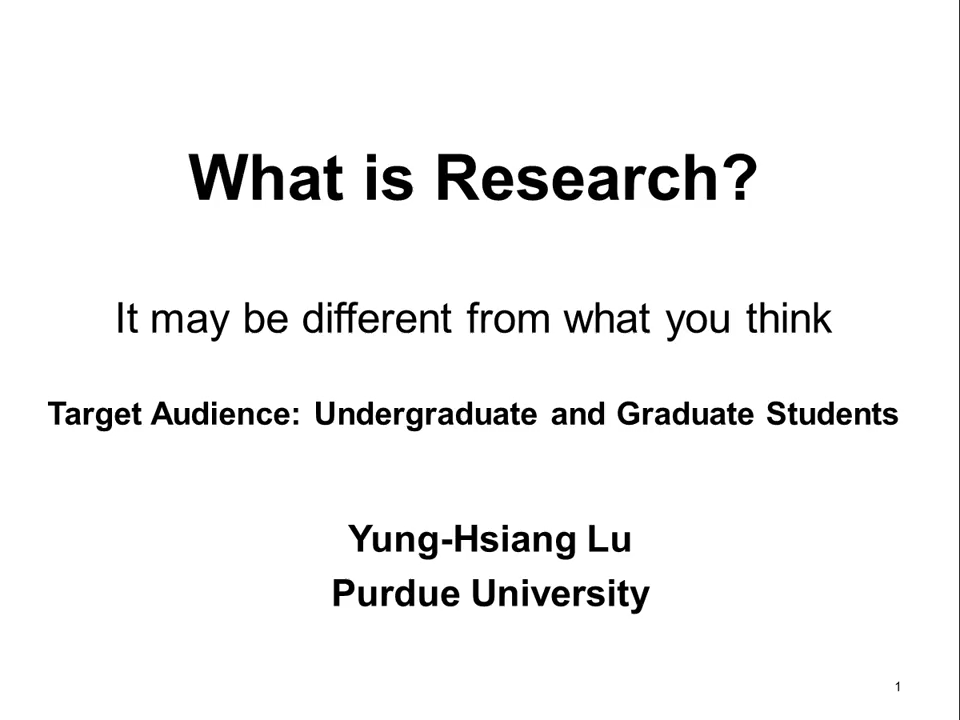 What is Research?
It may be different from what you think
Target Audience: Undergraduate and Graduate Students
Yung-Hsiang Lu
Purdue University
1